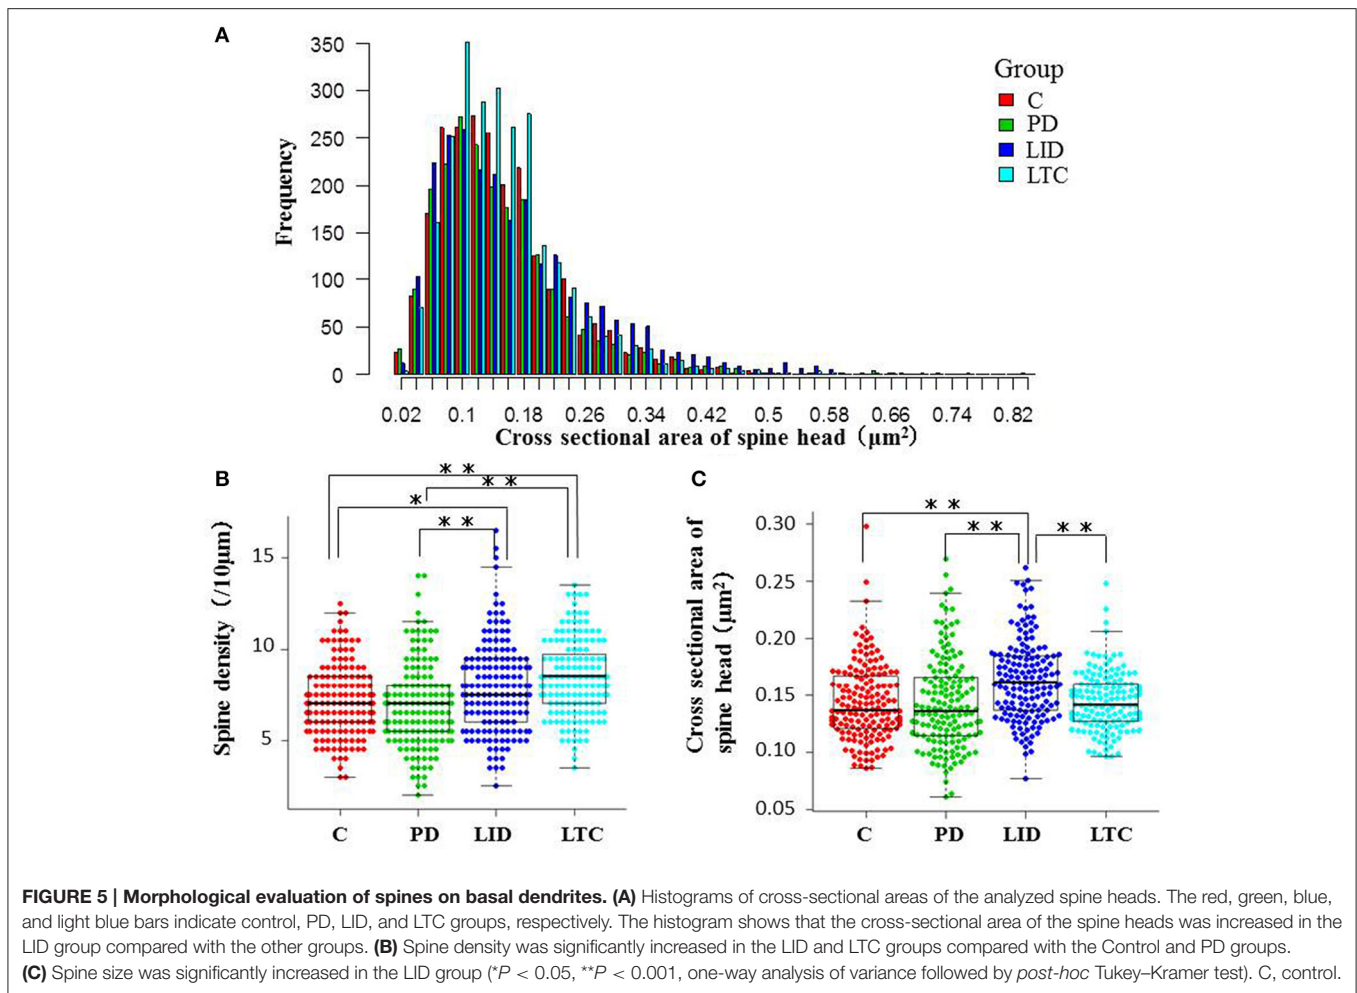 A
350
300
250
200
150
100
50
0
Frequency
Group
C
PD
LID
LTC
0.02 0.1 0.18 0.26 0.34 0.42 0.5 0.58 0.66 0.74 0.82
Cross sectional area of spine head (μm²)
B
* *
* *
*
* *
15
10
5
Spine density (/10μm)
C PD LID LTC
C
* *
* *
* *
0.30
0.25
0.20
0.15
0.10
0.05
Cross sectional area of
spine head (μm²)
C PD LID LTC
FIGURE 5 | Morphological evaluation of spines on basal dendrites. (A) Histograms of cross-sectional areas of the analyzed spine heads. The red, green, blue,
and light blue bars indicate control, PD, LID, and LTC groups, respectively. The histogram shows that the cross-sectional area of the spine heads was increased in the
LID group compared with the other groups. (B) Spine density was significantly increased in the LID and LTC groups compared with the Control and PD groups.
(C) Spine size was significantly increased in the LID group (*P < 0.05, **P < 0.001, one-way analysis of variance followed by post-hoc Tukey–Kramer test). C, control.